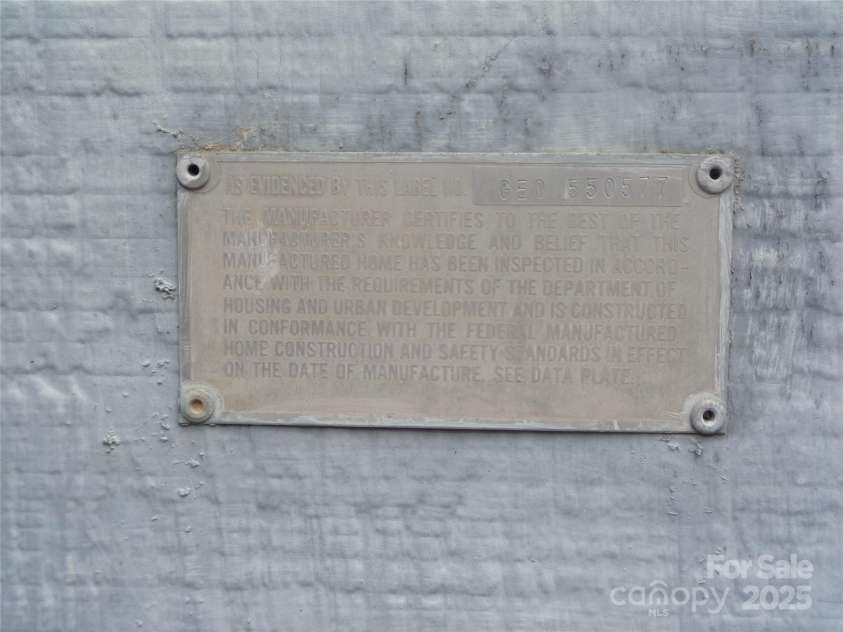 AS EVIDENCED BY THIS LABEL NO. GEO 550577
THE MANUFACTURER CERTIFIES TO THE BEST OF THE
MANUFACTURER'S KNOWLEDGE AND BELIEF THAT THIS
MANUFACTURED HOME HAS BEEN INSPECTED IN ACCORD-
ANCE WITH THE REQUIREMENTS OF THE DEPARTMENT OF
HOUSING AND URBAN DEVELOPMENT AND IS CONSTRUCTED
IN CONFORMANCE WITH THE FEDERAL MANUFACTURED
HOME CONSTRUCTION AND SAFETY STANDARDS IN EFFECT
ON THE DATE OF MANUFACTURE. SEE DATA PLATE.
For Sale
canopy 2025
MLS